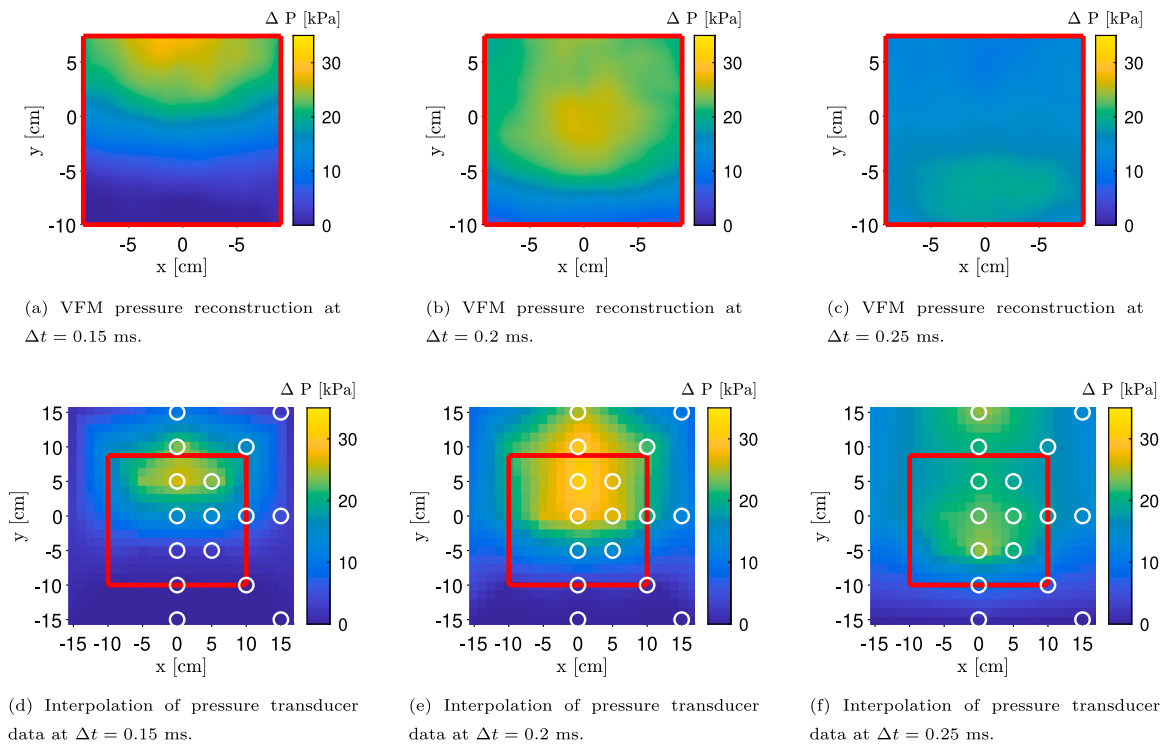 Δ P [kPa] Δ P [kPa] Δ P [kPa]
5 30 5 30 5 30
0 20 0 20 0 20
-5 10 -5 10 -5 10
-10 0 -10 0 -10 0
y [cm] y [cm] y [cm]
-5 0 -5 -5 0 -5 -5 0 -5
x [cm] x [cm] x [cm]
(a) VFM pressure reconstruction at
Δt = 0.15 ms.
(b) VFM pressure reconstruction at
Δt = 0.2 ms.
(c) VFM pressure reconstruction at
Δt = 0.25 ms.
Δ P [kPa] Δ P [kPa] Δ P [kPa]
15 15 15
10 30 10 30 10 30
5 20 5 20 5 20
0 0 0
-5 10 -5 10 -5 10
-10 -10 -10
-15 0 -15 0 -15 0
y [cm] y [cm] y [cm]
-15 -10 -5 0 5 10 15 -15 -10 -5 0 5 10 15 -15 -10 -5 0 5 10 15
x [cm] x [cm] x [cm]
(d) Interpolation of pressure transducer
data at Δt = 0.15 ms.
(e) Interpolation of pressure transducer
data at Δt = 0.2 ms.
(f) Interpolation of pressure transducer
data at Δt = 0.25 ms.